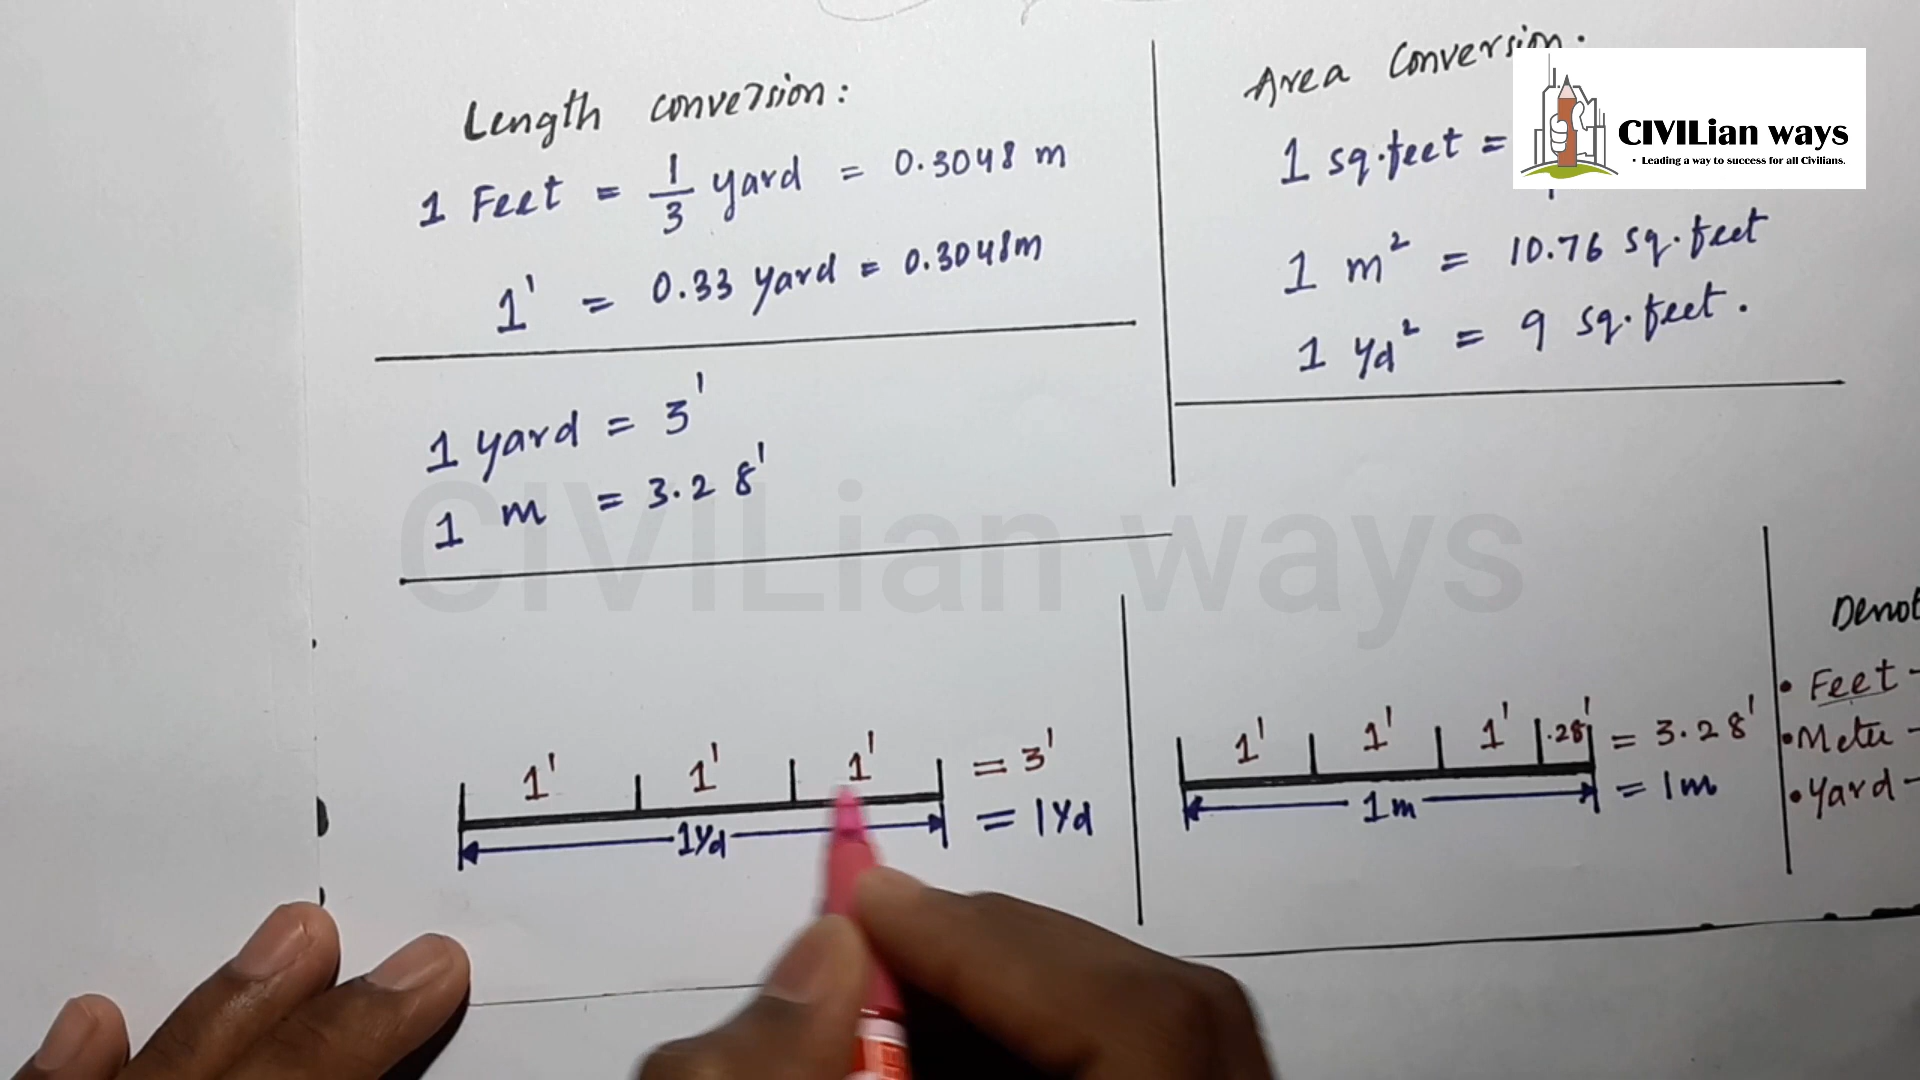 Length conversion:
1 Feet = 1/3 yard = 0.3048 m
1' = 0.33 yard = 0.3048m
1 yard = 3'
1 m = 3.28'
Area Conversion.
1 sq.feet =
1 m² = 10.76 sq.feet
1 yd² = 9 sq.feet.
CIVILian ways
• Leading a way to success for all Civilians.
CIVILian ways
1' 1' 1' = 3'
1yd = 1yd
1' 1' 1' .28' = 3.28'
1m = 1m
• Feet -
• Yard -